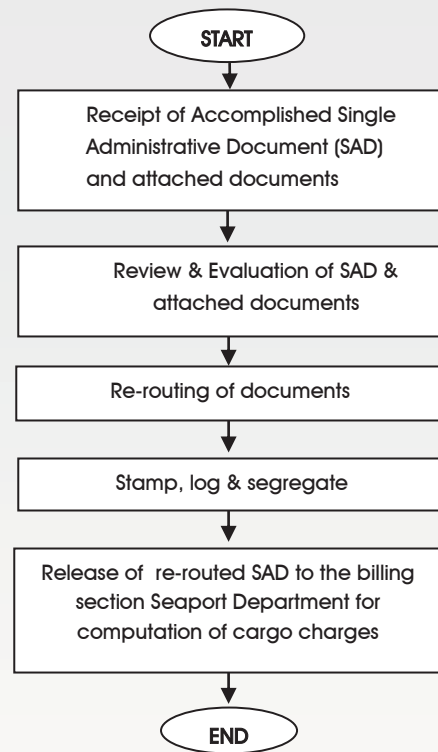 START
Receipt of Accomplished Single
Administrative Document (SAD)
and attached documents
Review & Evaluation of SAD &
attached documents
Re-routing of documents
Stamp, log & segregate
Release of re-routed SAD to the billing
section Seaport Department for
computation of cargo charges
END